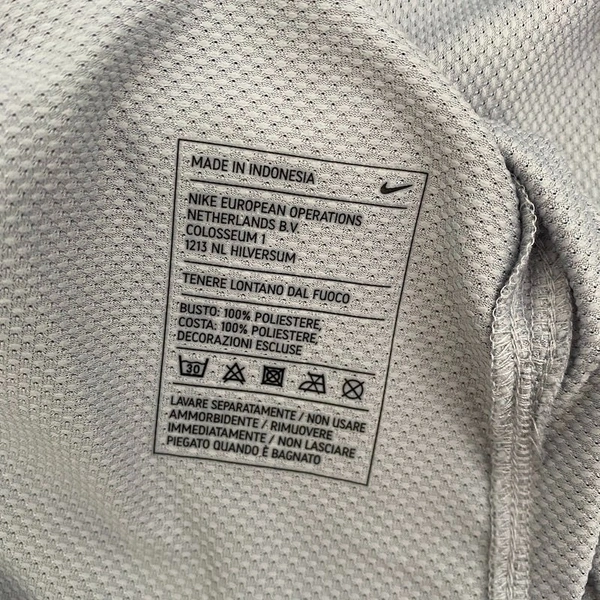 MADE IN INDONESIA
NIKE EUROPEAN OPERATIONS
NETHERLANDS B.V.
COLOSSEUM 1
1213 NL HILVERSUM
TENERE LONTANO DAL FUOCO
BUSTO: 100% POLIESTERE,
COSTA: 100% POLIESTERE,
DECORAZIONI ESCLUSE
30
LAVARE SEPARATAMENTE / NON USARE
AMMORBIDENTE / RIMUOVERE
IMMEDIATAMENTE / NON LASCIARE
PIEGATO QUANDO È BAGNATO